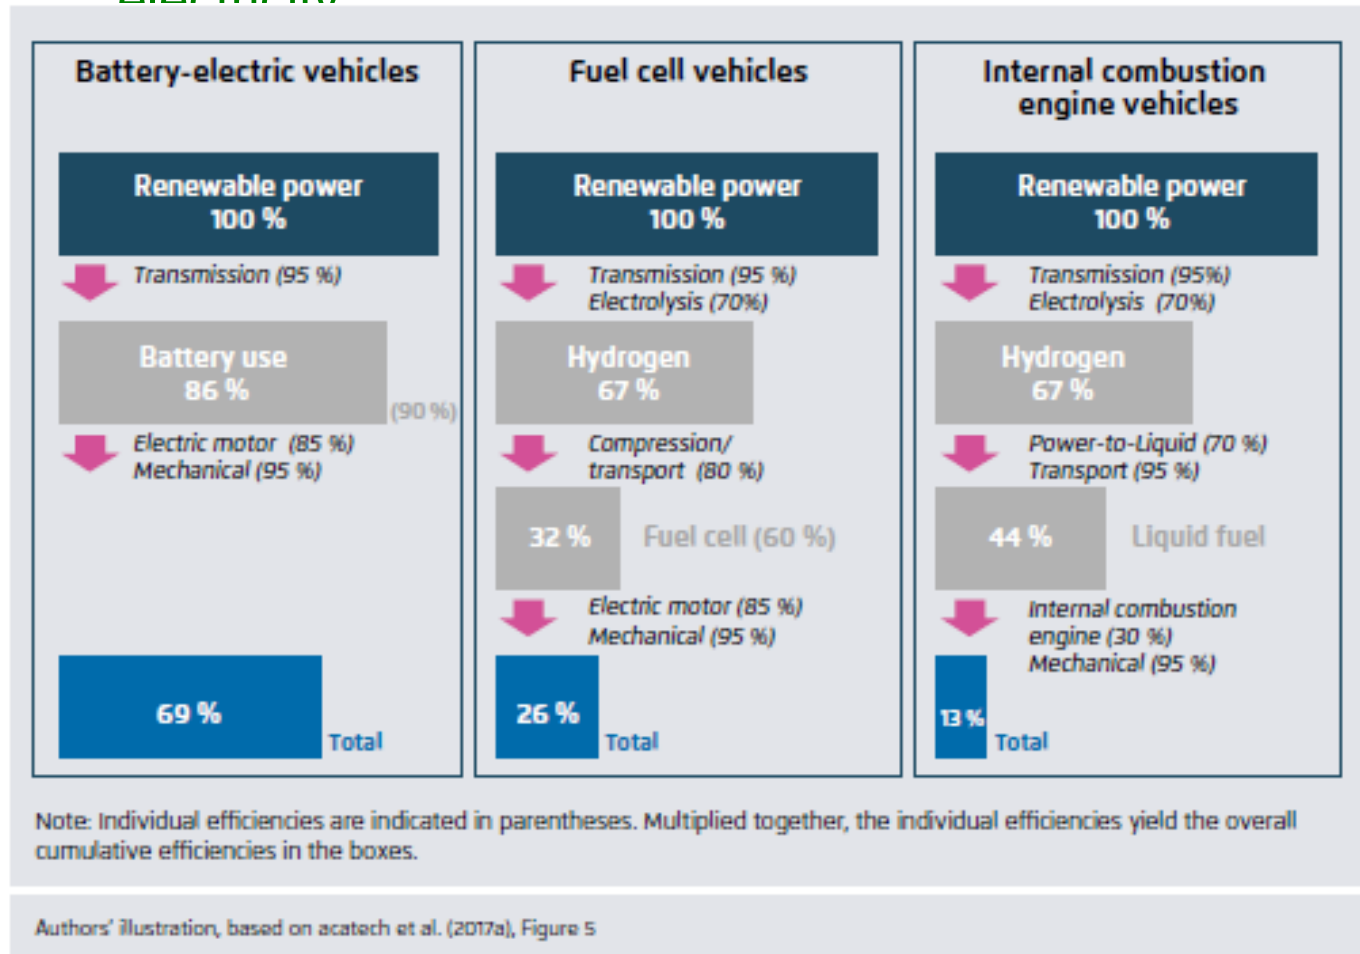 Battery-electric vehicles
Renewable power
100 %
Transmission (95 %)
Battery use
86 %
(90 %)
Electric motor (85 %)
Mechanical (95 %)
69 %
Total
Fuel cell vehicles
Renewable power
100 %
Transmission (95 %)
Electrolysis (70%)
Hydrogen
67 %
Compression/
transport (80 %)
32 %
Fuel cell (60 %)
Electric motor (85 %)
Mechanical (95 %)
26 %
Total
Internal combustion
engine vehicles
Renewable power
100 %
Transmission (95%)
Electrolysis (70%)
Hydrogen
67 %
Power-to-Liquid (70 %)
Transport (95 %)
44 %
Liquid fuel
Internal combustion
engine (30 %)
Mechanical (95 %)
13 %
Total
Note: Individual efficiencies are indicated in parentheses. Multiplied together, the individual efficiencies yield the overall
cumulative efficiencies in the boxes.
Authors' illustration, based on acatech et al. (2017a), Figure 5